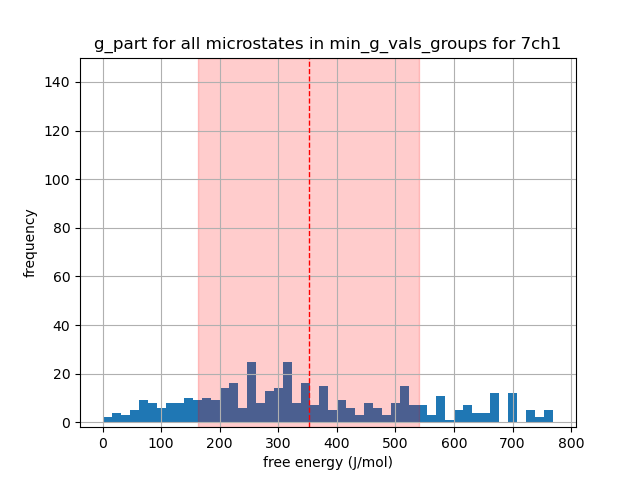 g_part for all microstates in min_g_vals_groups for 7ch1
140
120
100
80
60
40
20
0
frequency
0 100 200 300 400 500 600 700 800
free energy (J/mol)